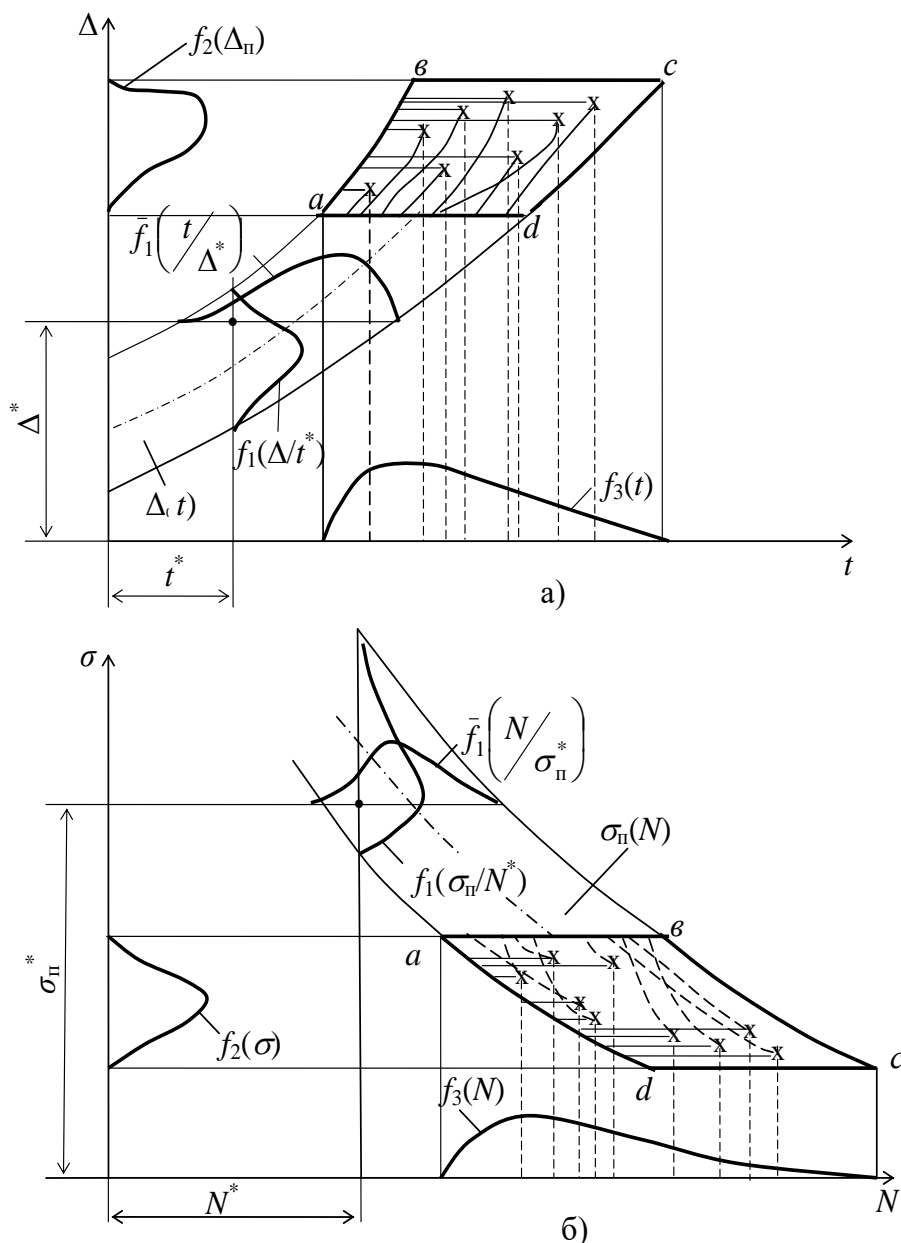 Δ
f₂(Δп)
в
c
x
x
x
x
x
x
x
x
a
d
f̄₁(t/Δ*)
Δ*
f₁(Δ/t*)
Δ( t)
f₃(t)
t*
t
а)
σ
f̄₁(N/σп*)
σп(N)
f₁(σп/N*)
a
в
x
x
x
x
x
x
x
x
x
σп*
f₂(σ)
d
c
f₃(N)
N*
N
б)